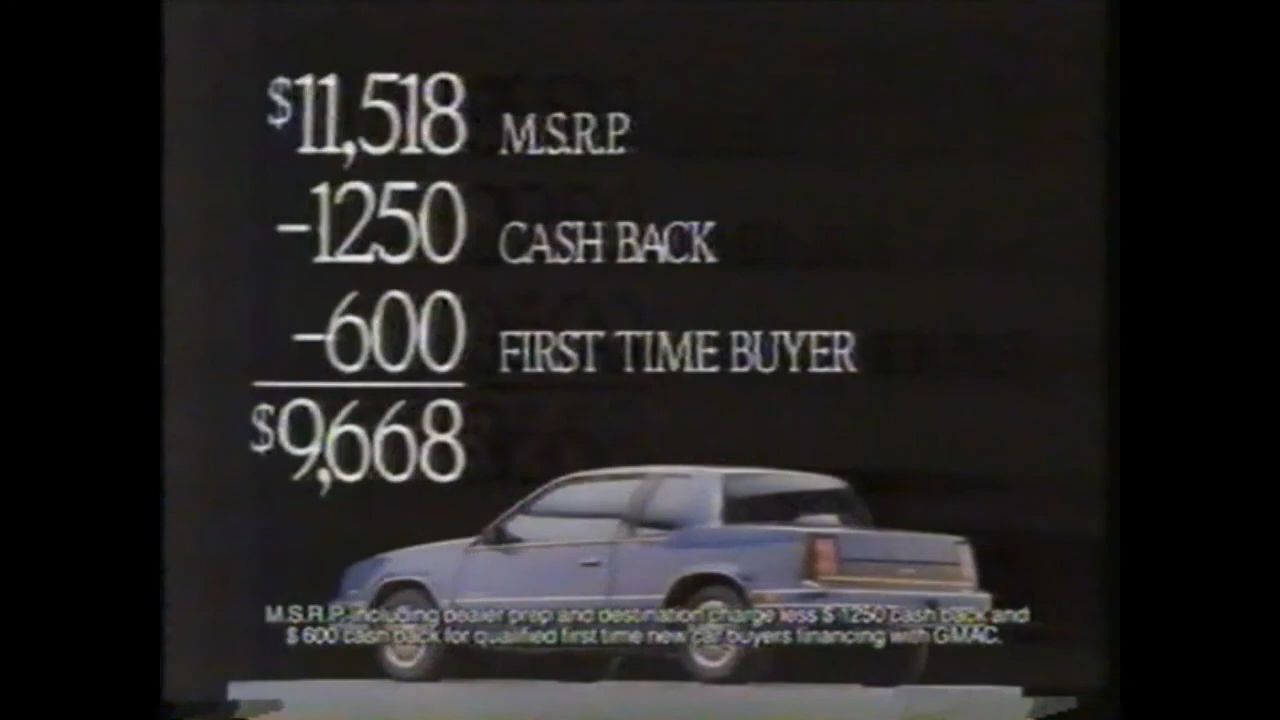 $11,518 M.S.R.P.
-1250 CASH BACK
-600 FIRST TIME BUYER
$9,668
M.S.R.P. including dealer prep and destination charge less $1250 cash back and
$600 cash back for qualified first time new car buyers financing with GMAC.